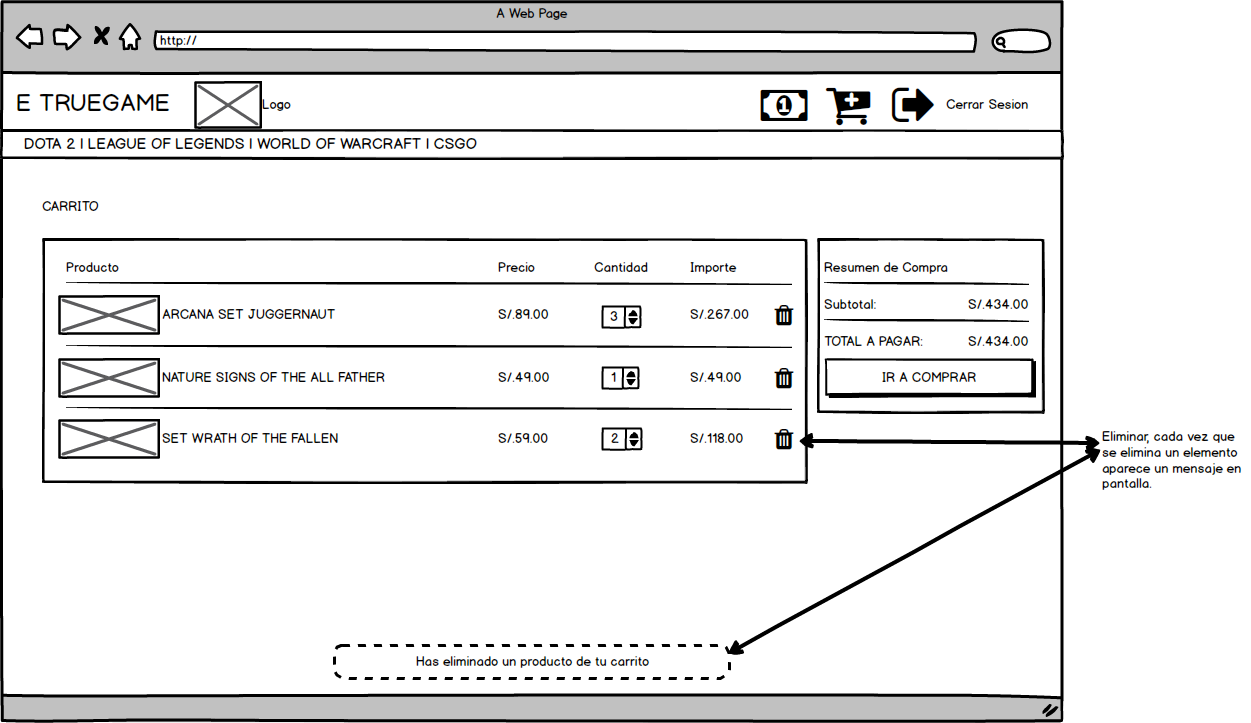 A Web Page
http://
E TRUEGAME
Logo
1
Cerrar Sesion
DOTA 2 I LEAGUE OF LEGENDS I WORLD OF WARCRAFT I CSGO
CARRITO
Producto Precio Cantidad Importe
ARCANA SET JUGGERNAUT S/.89.00 3 S/.267.00
NATURE SIGNS OF THE ALL FATHER S/.49.00 1 S/.49.00
SET WRATH OF THE FALLEN S/.59.00 2 S/.118.00
Resumen de Compra
Subtotal: S/.434.00
TOTAL A PAGAR: S/.434.00
IR A COMPRAR
Eliminar, cada vez que
se elimina un elemento
aparece un mensaje en
pantalla.
Has eliminado un producto de tu carrito